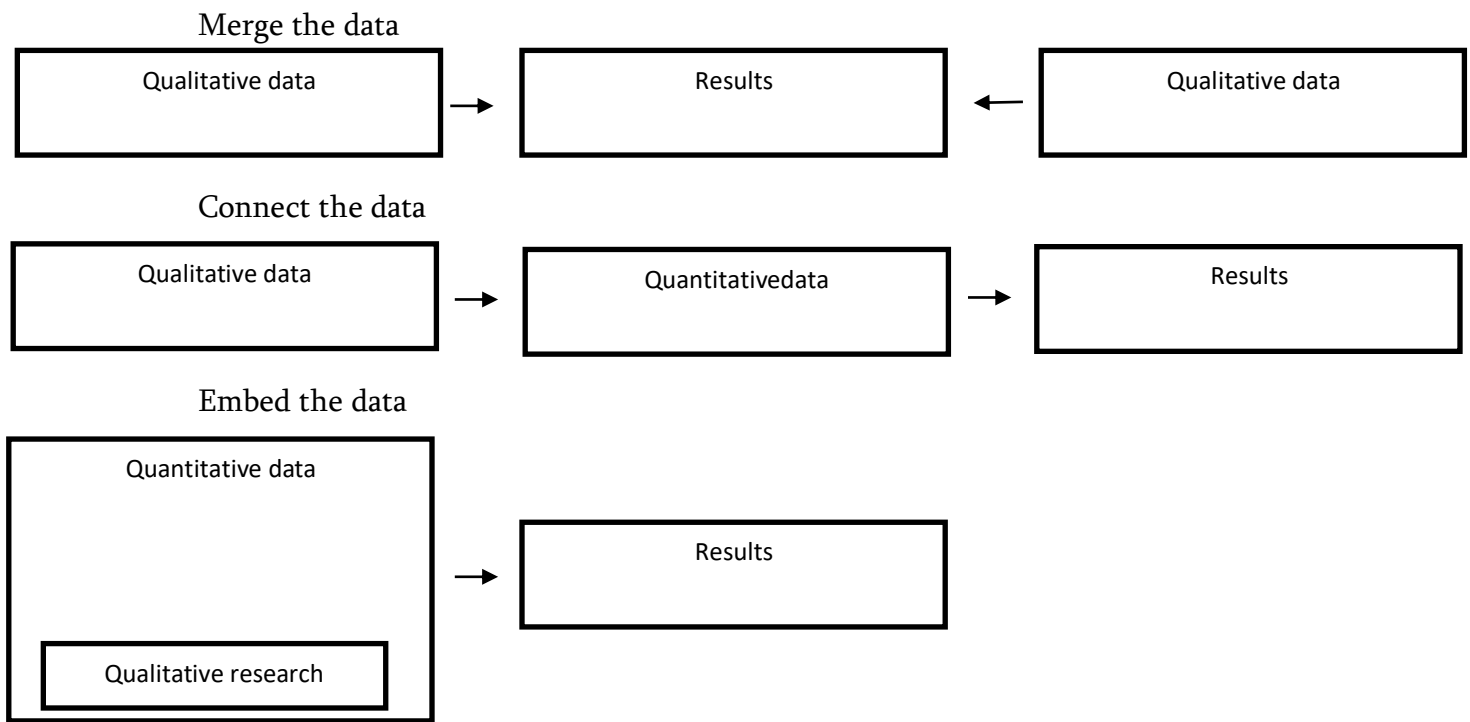 Merge the data
Qualitative data
Results
Qualitative data
Connect the data
Qualitative data
Quantitativedata
Results
Embed the data
Quantitative data
Results
Qualitative research